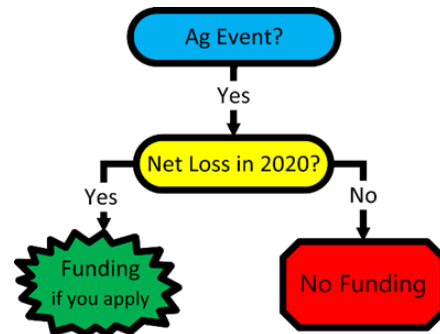 Ag Event?
Yes
Net Loss in 2020?
Yes
No
Funding
if you apply
No Funding